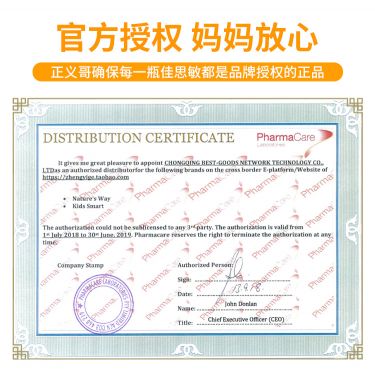 官方授权 妈妈放心
正义哥确保每一瓶佳思敏都是品牌授权的正品
DISTRIBUTION CERTIFICATE
PharmaCare
Laboratories
It gives me great pleasure to appoint CHONGQING BEST-GOODS NETWORK TECHNOLOGY CO.,
LTD as an authorized distributor for the following brands on the cross border E-platform/Website of
https://zhengyige.taobao.com
• Nature's Way
• Kids Smart
The authorization could not be sublicensed to any 3rd party. The authorization is valid from
1st July 2018 to 30th June, 2019. Pharmacare reserves the right to terminate the authorization at any
time.
Company Stamp
Authorized Person:
Sign:
Date:
Name:
John Donlan
Title:
Chief Executive Officer (CEO)
PHARMACARE LABORATORIES